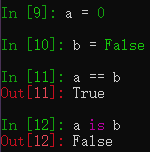 In [9]: a = 0
In [10]: b = False
In [11]: a == b
Out[11]: True
In [12]: a is b
Out[12]: False